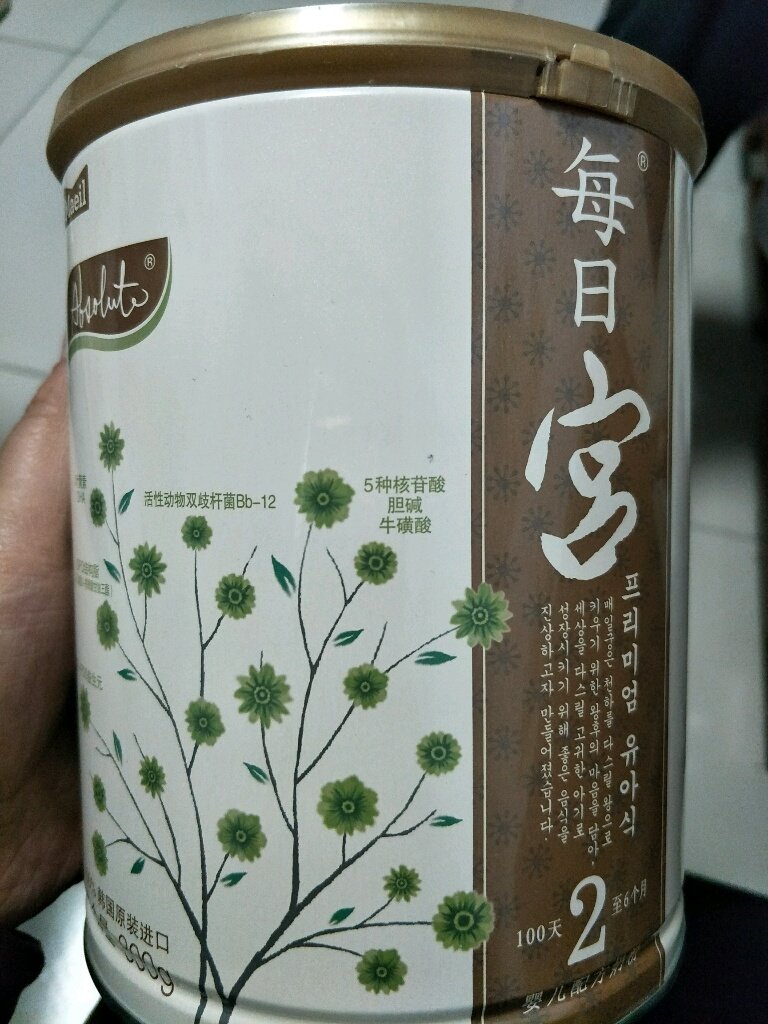 Absolute®
活性动物双歧杆菌Bb-12
5种核苷酸
胆碱
牛磺酸
韩国原装进口
900g
每日®
宫
프리미엄 유아식
매일 궁은 천하를 다스릴 왕으로
키우기 위한 왕후의 마음을 담아,
세상을 다스릴 고귀한 아기로
성장시키기 위해 좋은 음식을
진상하고자 만들어졌습니다.
100天 2 至6个月
婴儿配方